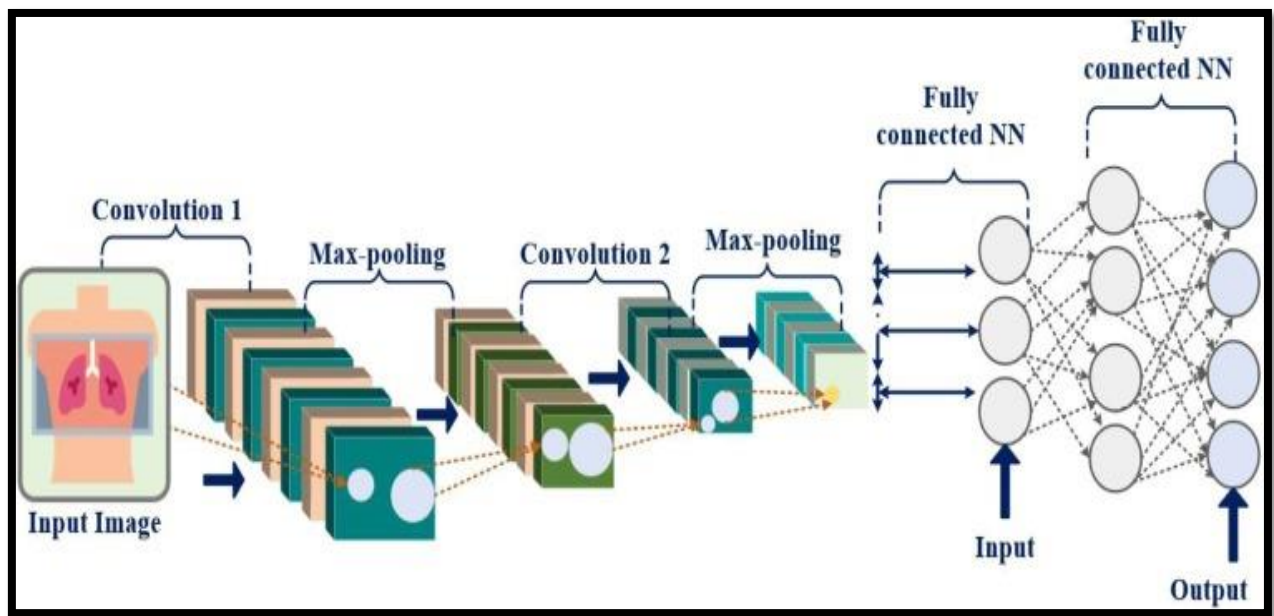 Fully
connected NN
Fully
connected NN
Convolution 1
Max-pooling
Convolution 2
Max-pooling
Input Image
Input
Output